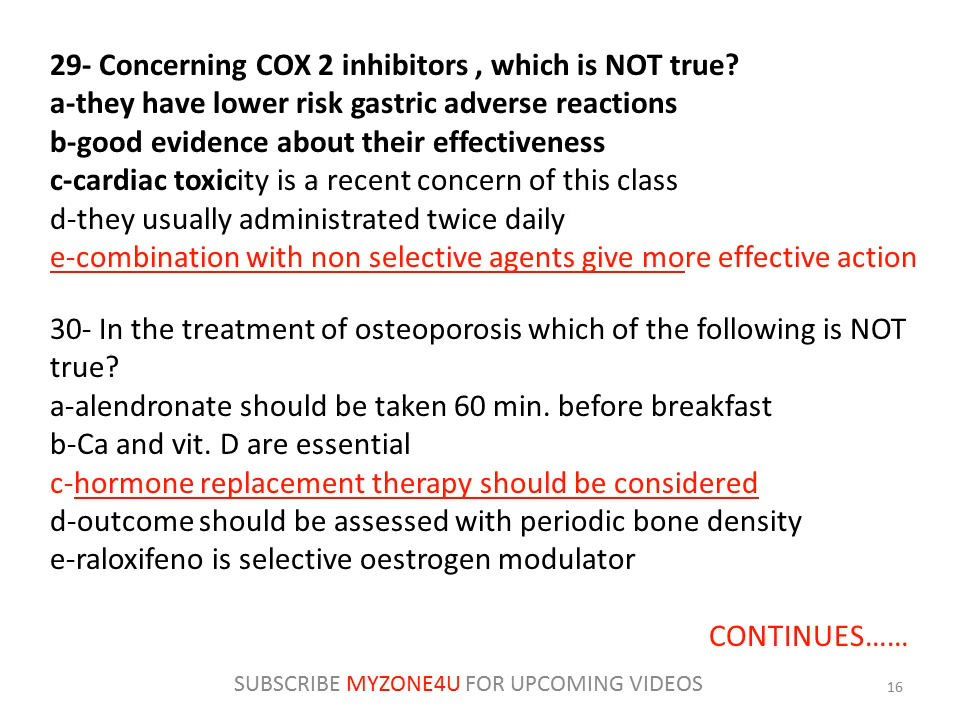 29- Concerning COX 2 inhibitors , which is NOT true?
a-they have lower risk gastric adverse reactions
b-good evidence about their effectiveness
c-cardiac toxicity is a recent concern of this class
d-they usually administrated twice daily
e-combination with non selective agents give more effective action
30- In the treatment of osteoporosis which of the following is NOT
true?
a-alendronate should be taken 60 min. before breakfast
b-Ca and vit. D are essential
c-hormone replacement therapy should be considered
d-outcome should be assessed with periodic bone density
e-raloxifeno is selective oestrogen modulator
CONTINUES……
SUBSCRIBE MYZONE4U FOR UPCOMING VIDEOS
16